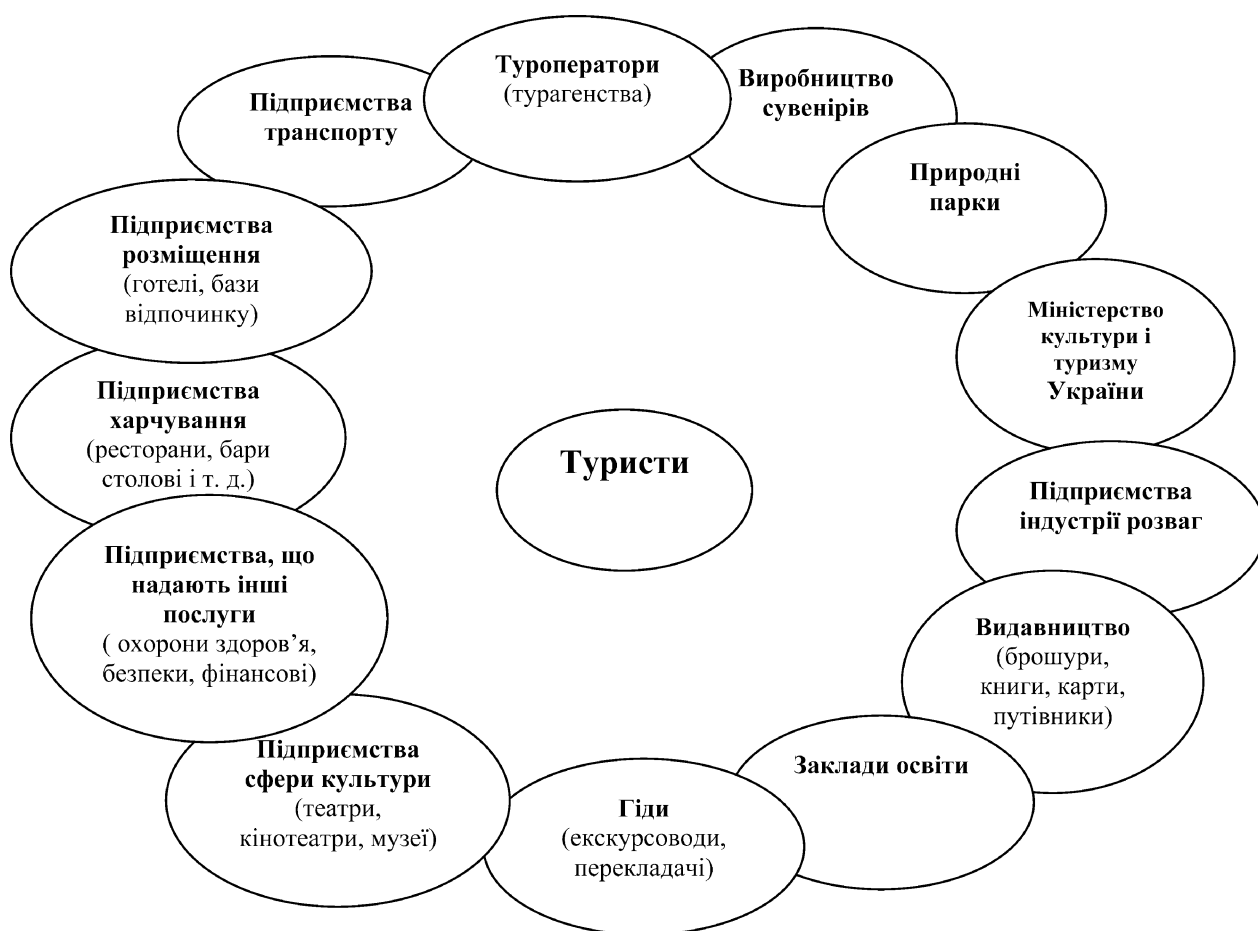 Туроператори
(турагенства)
Виробництво
сувенірів
Природні
парки
Міністерство
культури і
туризму
України
Підприємства
індустрії розваг
Видавництво
(брошури,
книги, карти,
путівники)
Заклади освіти
Гіди
(екскурсоводи,
перекладачі)
Підприємства
сфери культури
(театри,
кінотеатри, музеї)
Підприємства, що
надають інші
послуги
( охорони здоров’я,
безпеки, фінансові)
Підприємства
харчування
(ресторани, бари
столові і т. д.)
Підприємства
розміщення
(готелі, бази
відпочинку)
Підприємства
транспорту
Туристи